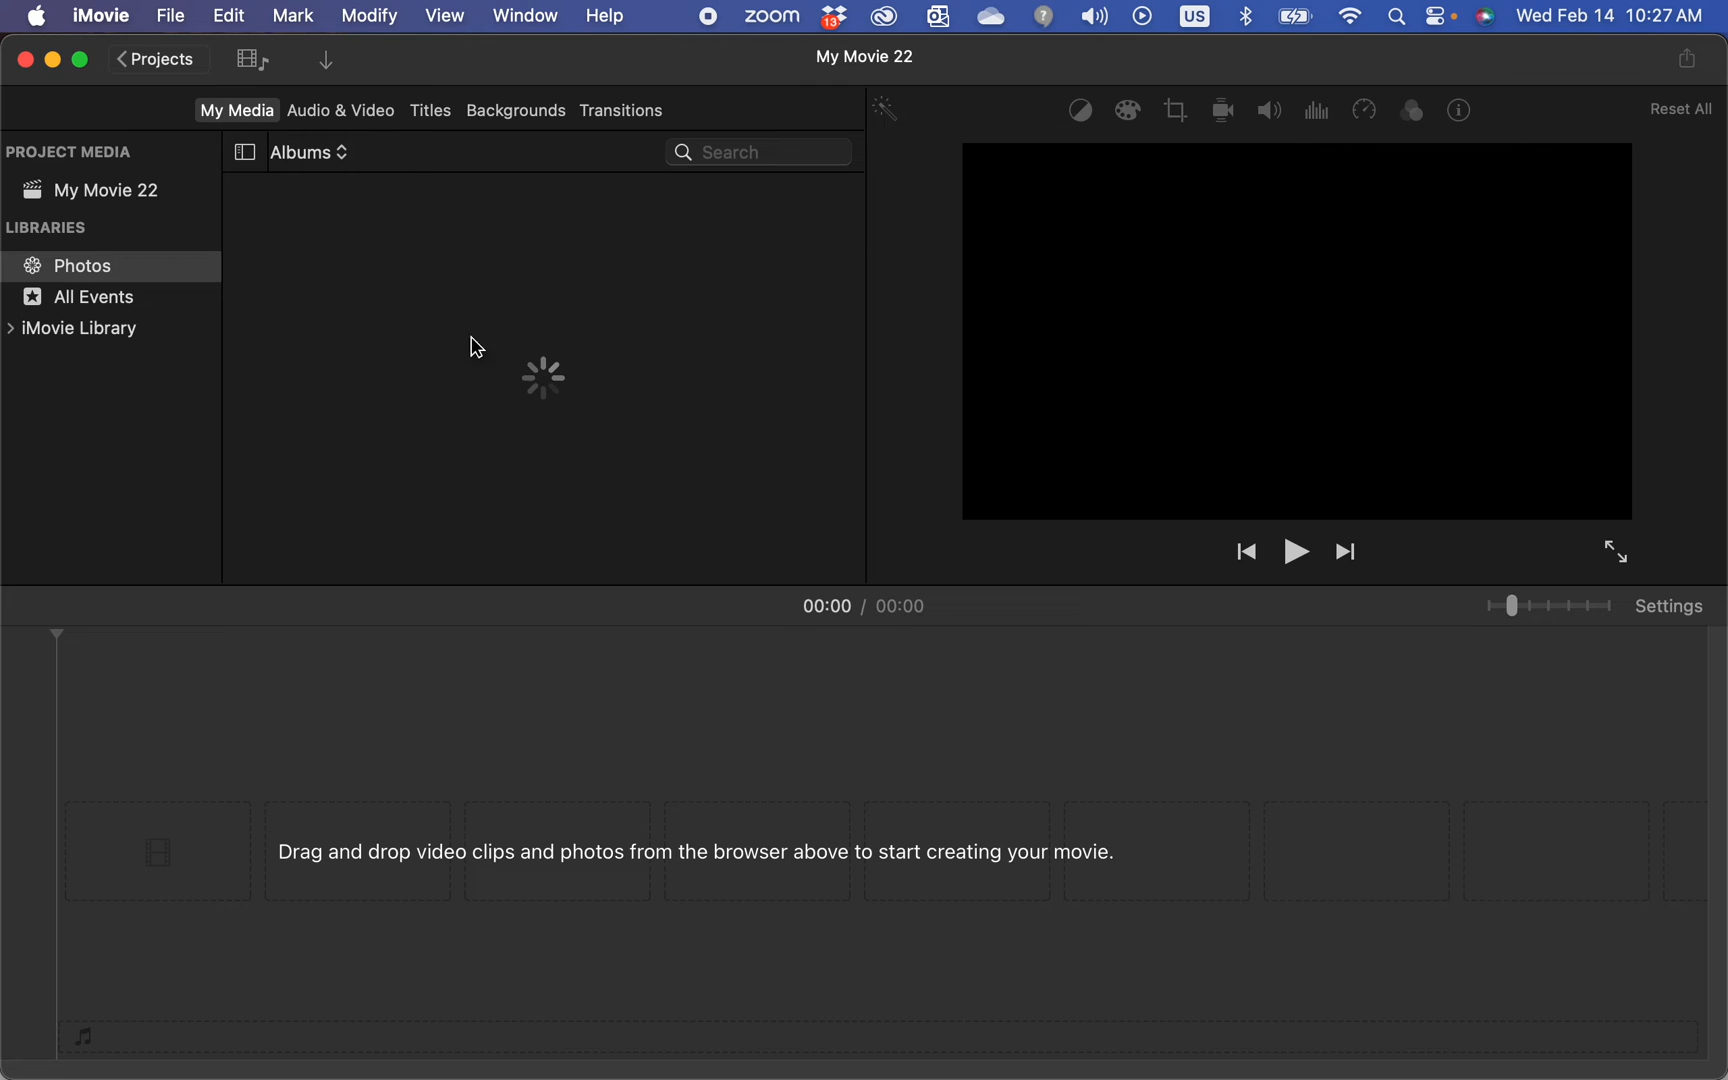 iMovie File Edit Mark Modify View Window Help zoom 13 US Wed Feb 14 10:27 AM
Projects My Movie 22
My Media Audio & Video Titles Backgrounds Transitions Reset All
PROJECT MEDIA Albums Search
My Movie 22
LIBRARIES
Photos
All Events
iMovie Library
00:00 / 00:00 Settings
Drag and drop video clips and photos from the browser above to start creating your movie.